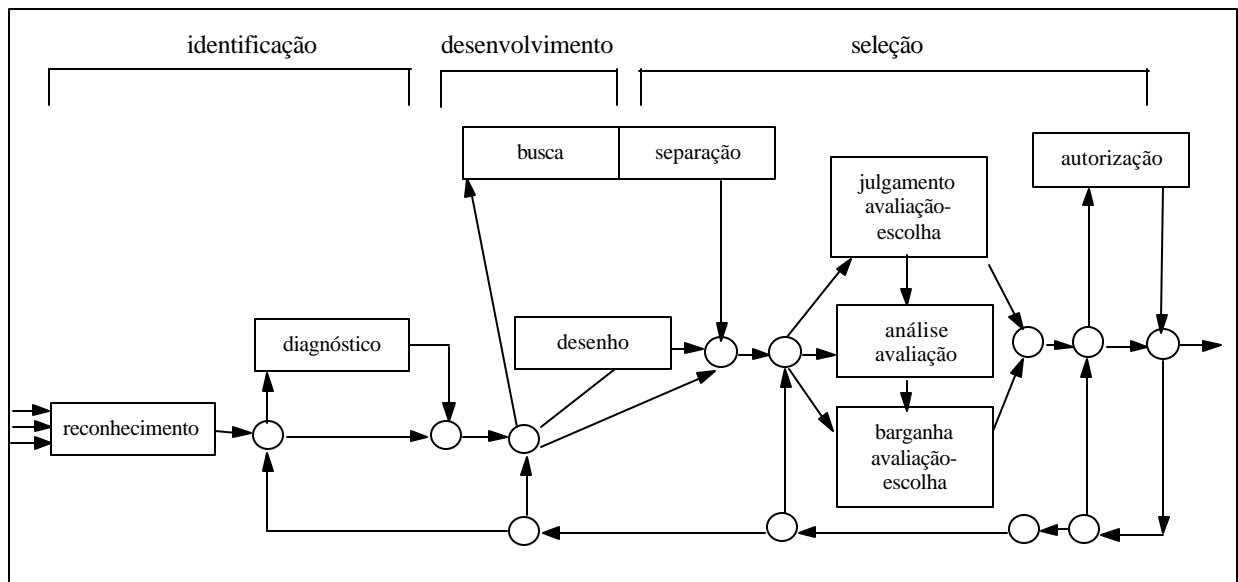 identificação
desenvolvimento
seleção
busca
separação
autorização
julgamento
avaliação-
escolha
diagnóstico
desenho
análise
avaliação
reconhecimento
barganha
avaliação-
escolha